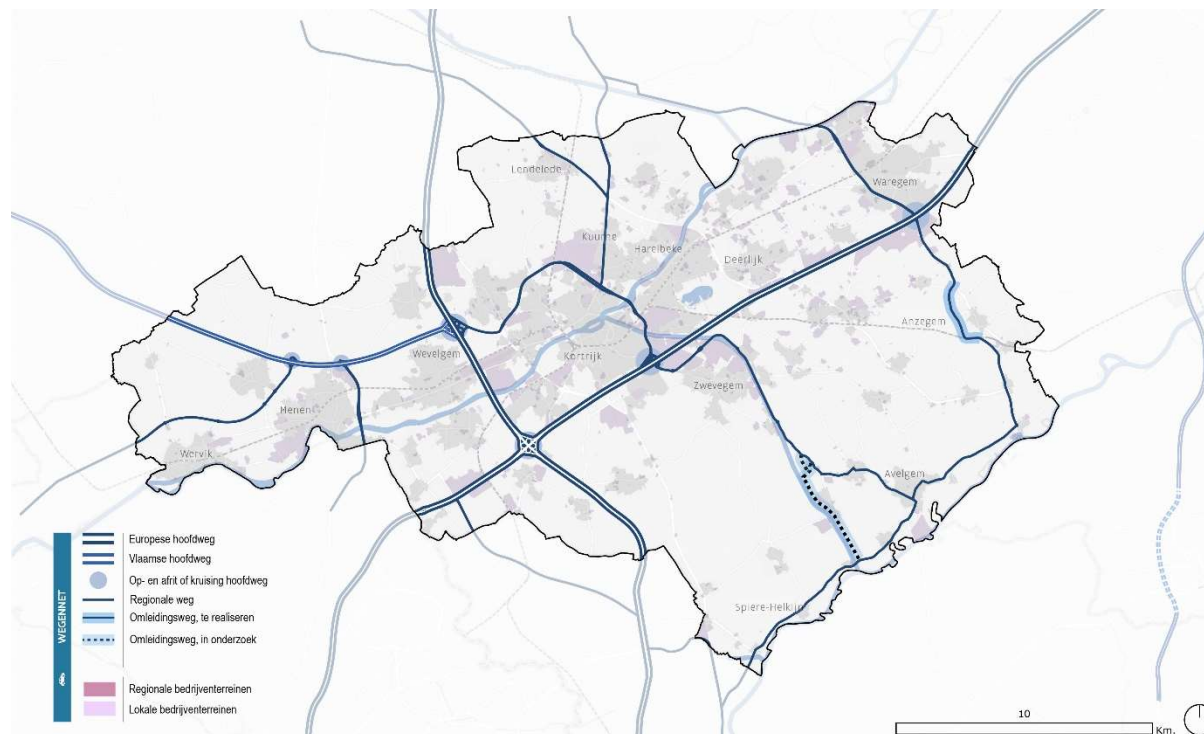 Lendelede
Waregem
Kuurne
Harelbeke
Deerlijk
Anzegem
Wevelgem
Kortrijk
Zwevegem
Menen
Wervik
Avelgem
Spiere-Helkijn
WEGENNET
Europese hoofdweg
Vlaamse hoofdweg
Op- en afrit of kruising hoofdweg
Regionale weg
Omleidingsweg, te realiseren
Omleidingsweg, in onderzoek
Regionale bedrijventerreinen
Lokale bedrijventerreinen
10
Km.